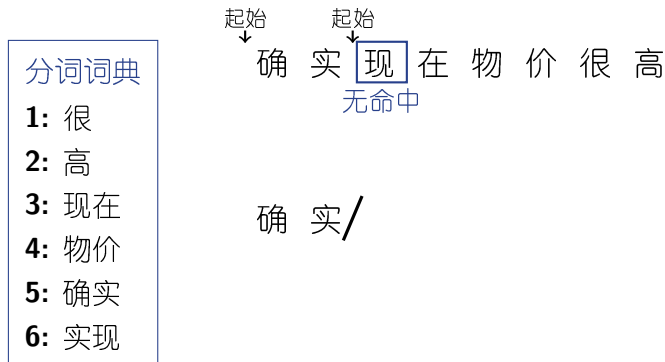 起始 起始
确 实 现 在 物 价 很 高
无命中
分词词典
1: 很
2: 高
3: 现在
4: 物价
5: 确实
6: 实现
确 实/